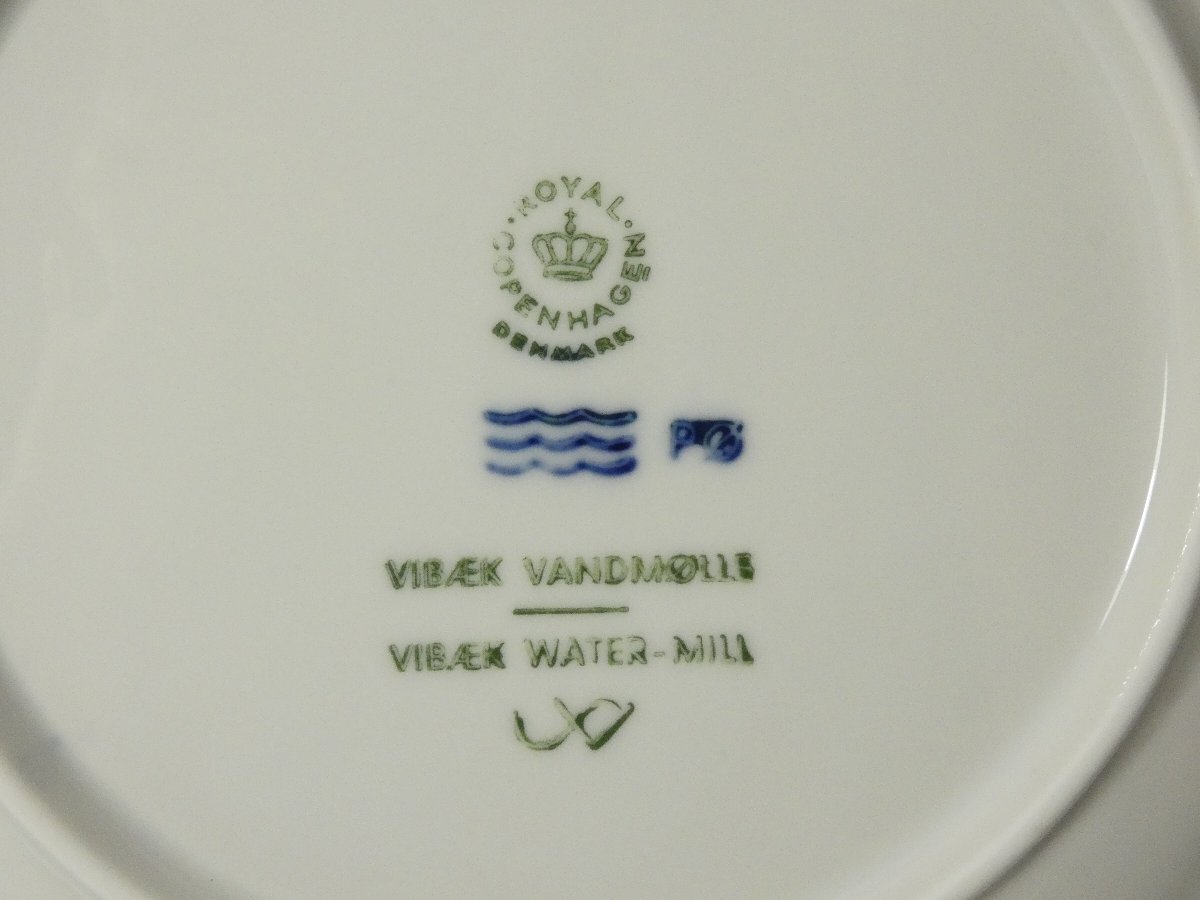 ROYAL
COPENHAGEN
DENMARK
VIBÆK VANDMØLLE
VIBÆK WATER-MILL